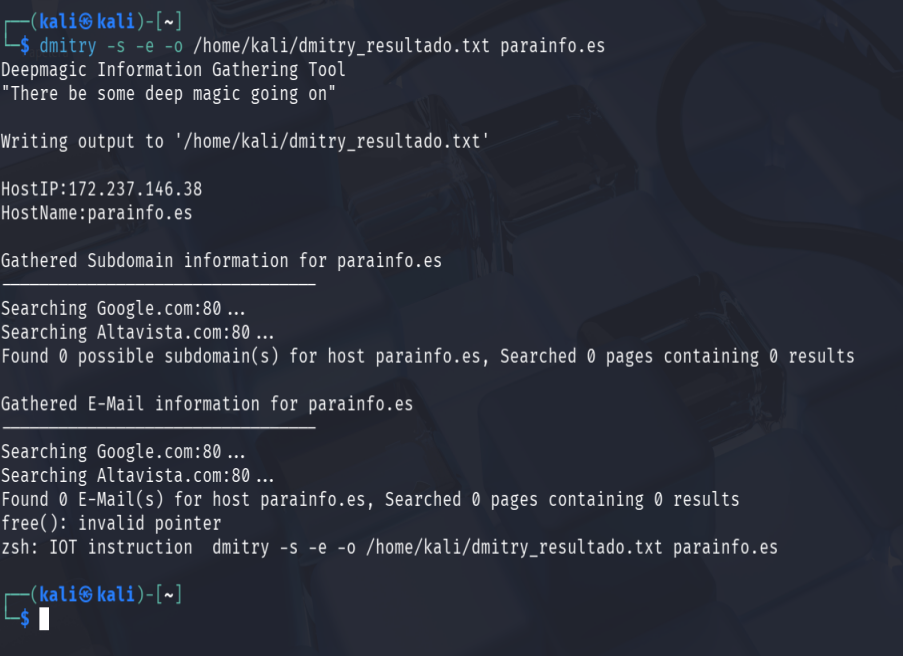 ┌──(kali㉿kali)-[~]
└─$ dmitry -s -e -o /home/kali/dmitry_resultado.txt parainfo.es
Deepmagic Information Gathering Tool
"There be some deep magic going on"
Writing output to '/home/kali/dmitry_resultado.txt'
HostIP:172.237.146.38
HostName:parainfo.es
Gathered Subdomain information for parainfo.es
---------------------------------
Searching Google.com:80...
Searching Altavista.com:80...
Found 0 possible subdomain(s) for host parainfo.es, Searched 0 pages containing 0 results
Gathered E-Mail information for parainfo.es
---------------------------------
Searching Google.com:80...
Searching Altavista.com:80...
Found 0 E-Mail(s) for host parainfo.es, Searched 0 pages containing 0 results
free(): invalid pointer
zsh: IOT instruction  dmitry -s -e -o /home/kali/dmitry_resultado.txt parainfo.es
┌──(kali㉿kali)-[~]
└─$